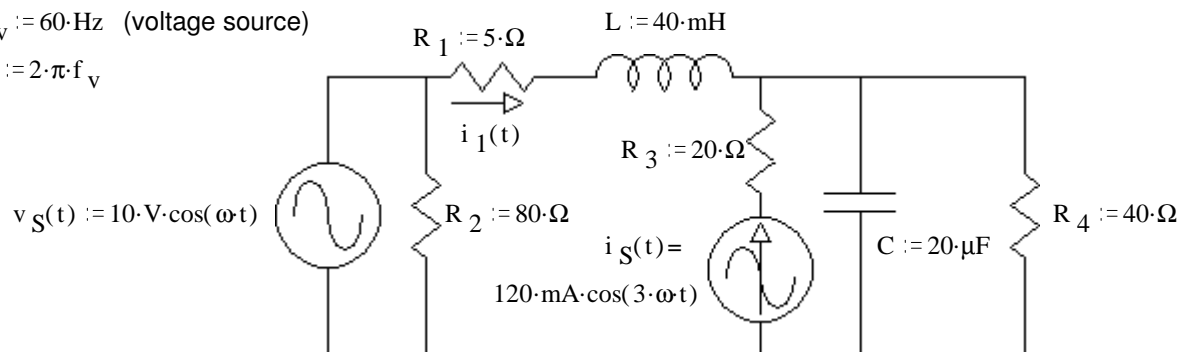 v := 60·Hz (voltage source)
:= 2·π·f v
R 1 := 5·Ω
L := 40·mH
i 1(t)
R 3 := 20·Ω
v S(t) := 10·V·cos(ω·t)
R 2 := 80·Ω
i S(t) =
120·mA·cos(3·ω·t)
C := 20·μF
R 4 := 40·Ω